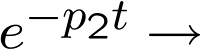 e^{-p_2 t} →